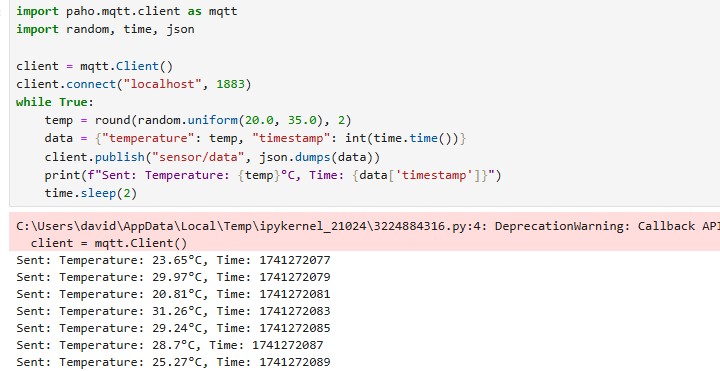 import paho.mqtt.client as mqtt
import random, time, json
client = mqtt.Client()
client.connect("localhost", 1883)
while True:
    temp = round(random.uniform(20.0, 35.0), 2)
    data = {"temperature": temp, "timestamp": int(time.time())}
    client.publish("sensor/data", json.dumps(data))
    print(f"Sent: Temperature: {temp}°C, Time: {data['timestamp']}")
    time.sleep(2)
C:\Users\david\AppData\Local\Temp\ipykernel_21024\3224884316.py:4: DeprecationWarning: Callback API
  client = mqtt.Client()
Sent: Temperature: 23.65°C, Time: 1741272077
Sent: Temperature: 29.97°C, Time: 1741272079
Sent: Temperature: 20.81°C, Time: 1741272081
Sent: Temperature: 31.26°C, Time: 1741272083
Sent: Temperature: 29.24°C, Time: 1741272085
Sent: Temperature: 28.7°C, Time: 1741272087
Sent: Temperature: 25.27°C, Time: 1741272089